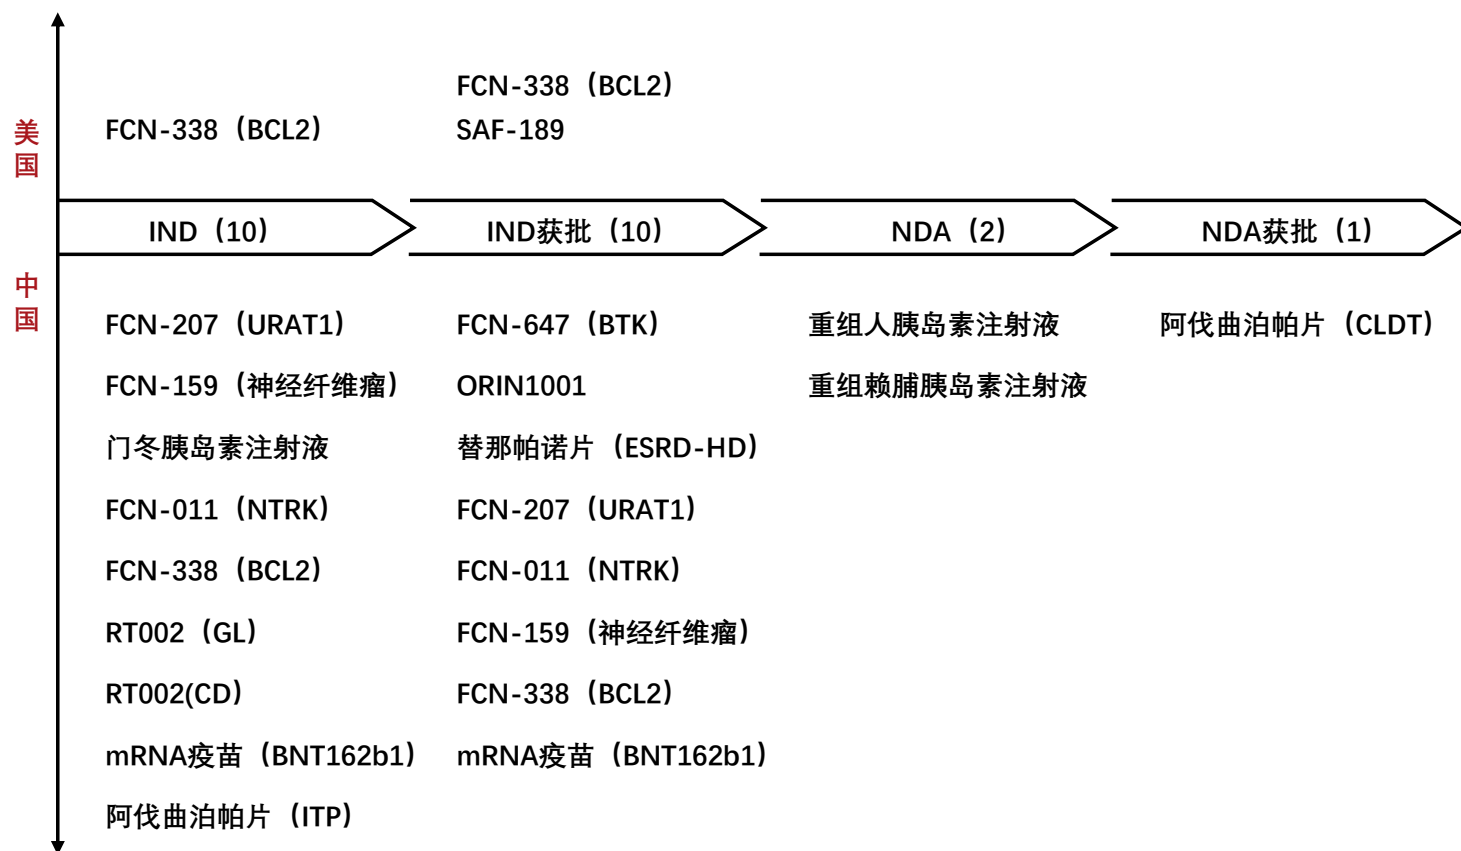 美国
FCN-338（BCL2）
FCN-338（BCL2）
SAF-189
IND（10）
IND获批（10）
NDA（2）
NDA获批（1）
中国
FCN-207（URAT1）
FCN-159（神经纤维瘤）
门冬胰岛素注射液
FCN-011（NTRK）
FCN-338（BCL2）
RT002（GL）
RT002(CD)
mRNA疫苗（BNT162b1）
阿伐曲泊帕片（ITP）
FCN-647（BTK）
ORIN1001
替那帕诺片（ESRD-HD）
FCN-207（URAT1）
FCN-011（NTRK）
FCN-159（神经纤维瘤）
FCN-338（BCL2）
mRNA疫苗（BNT162b1）
重组人胰岛素注射液
重组赖脯胰岛素注射液
阿伐曲泊帕片（CLDT）